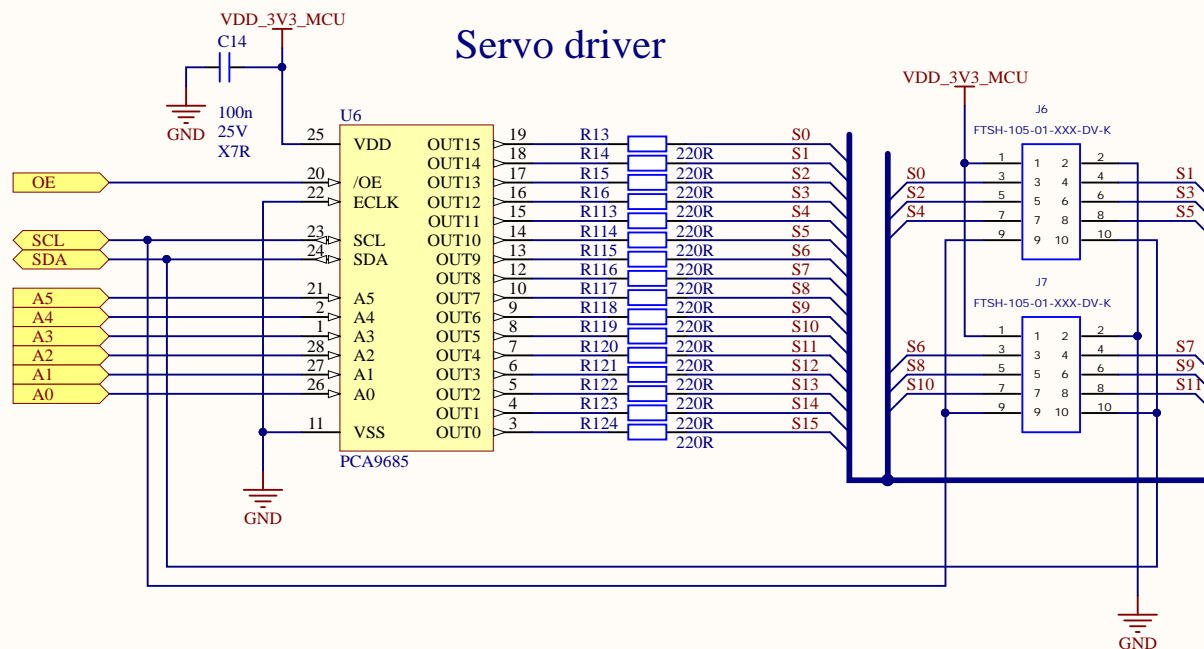 Servo driver
VDD_3V3_MCU
C14
GND
100n
25V
X7R
U6
25 VDD OUT15 19 R13 S0
OUT14 18 R14 220R S1
OE 20 /OE OUT13 17 R15 220R S2
22 ECLK OUT12 16 R16 220R S3
OUT11 15 R113 220R S4
SCL 23 SCL OUT10 14 R114 220R S5
SDA 24 SDA OUT9 13 R115 220R S6
OUT8 12 R116 220R S7
A5 21 A5 OUT7 10 R117 220R S8
A4 2 A4 OUT6 9 R118 220R S9
A3 1 A3 OUT5 8 R119 220R S10
A2 28 A2 OUT4 7 R120 220R S11
A1 27 A1 OUT3 6 R121 220R S12
A0 26 A0 OUT2 5 R122 220R S13
OUT1 4 R123 220R S14
11 VSS OUT0 3 R124 220R S15
220R
PCA9685
GND
VDD_3V3_MCU
J6
FTSH-105-01-XXX-DV-K
1 1 2 2
S0 3 3 4 4 S1
S2 5 5 6 6 S3
S4 7 7 8 8 S5
9 9 10 10
J7
FTSH-105-01-XXX-DV-K
1 1 2 2
S6 3 3 4 4 S7
S8 5 5 6 6 S9
S10 7 7 8 8 S11
9 9 10 10
GND